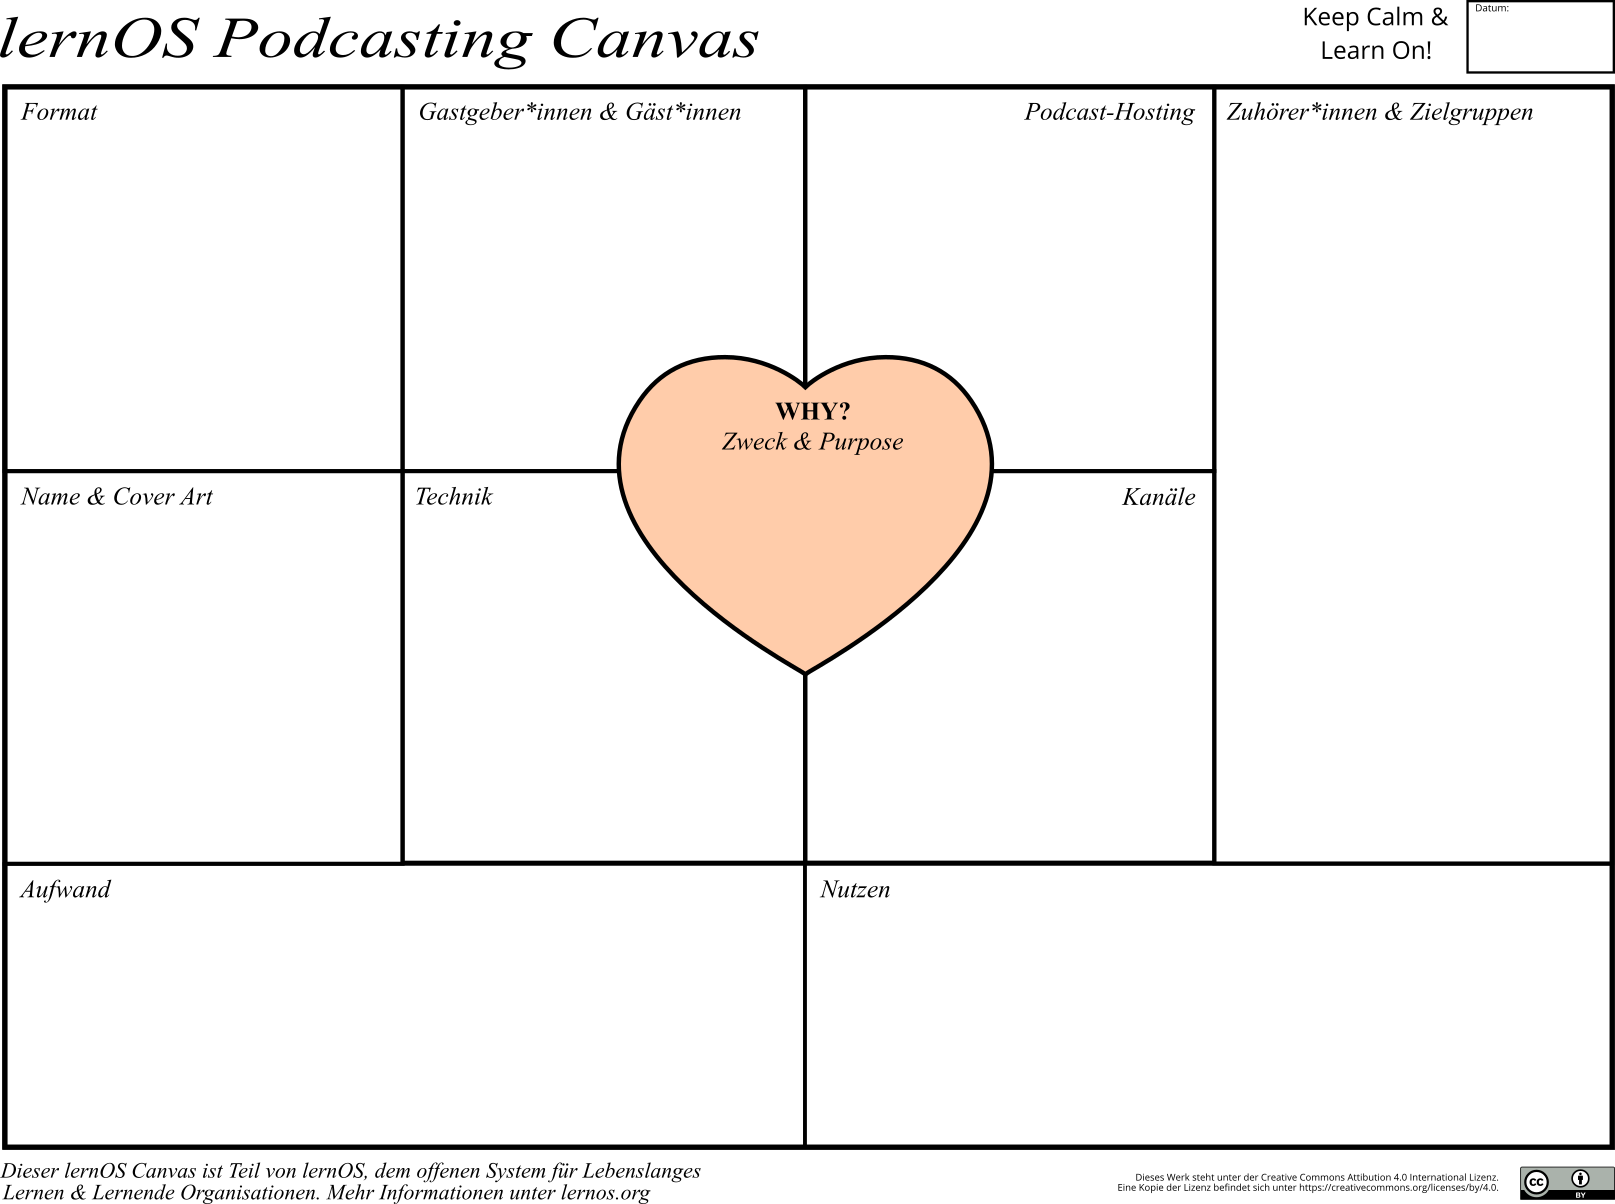 lernOS Podcasting Canvas
Keep Calm &
Learn On!
Datum:
Format
Gastgeber*innen & Gäst*innen
Podcast-Hosting
Zuhörer*innen & Zielgruppen
WHY?
Zweck & Purpose
Name & Cover Art
Technik
Kanäle
Aufwand
Nutzen
Dieser lernOS Canvas ist Teil von lernOS, dem offenen System für Lebenslanges
Lernen & Lernende Organisationen. Mehr Informationen unter lernos.org
Dieses Werk steht unter der Creative Commons Attibution 4.0 International Lizenz.
Eine Kopie der Lizenz befindet sich unter https://creativecommons.org/licenses/by/4.0.
CC
BY